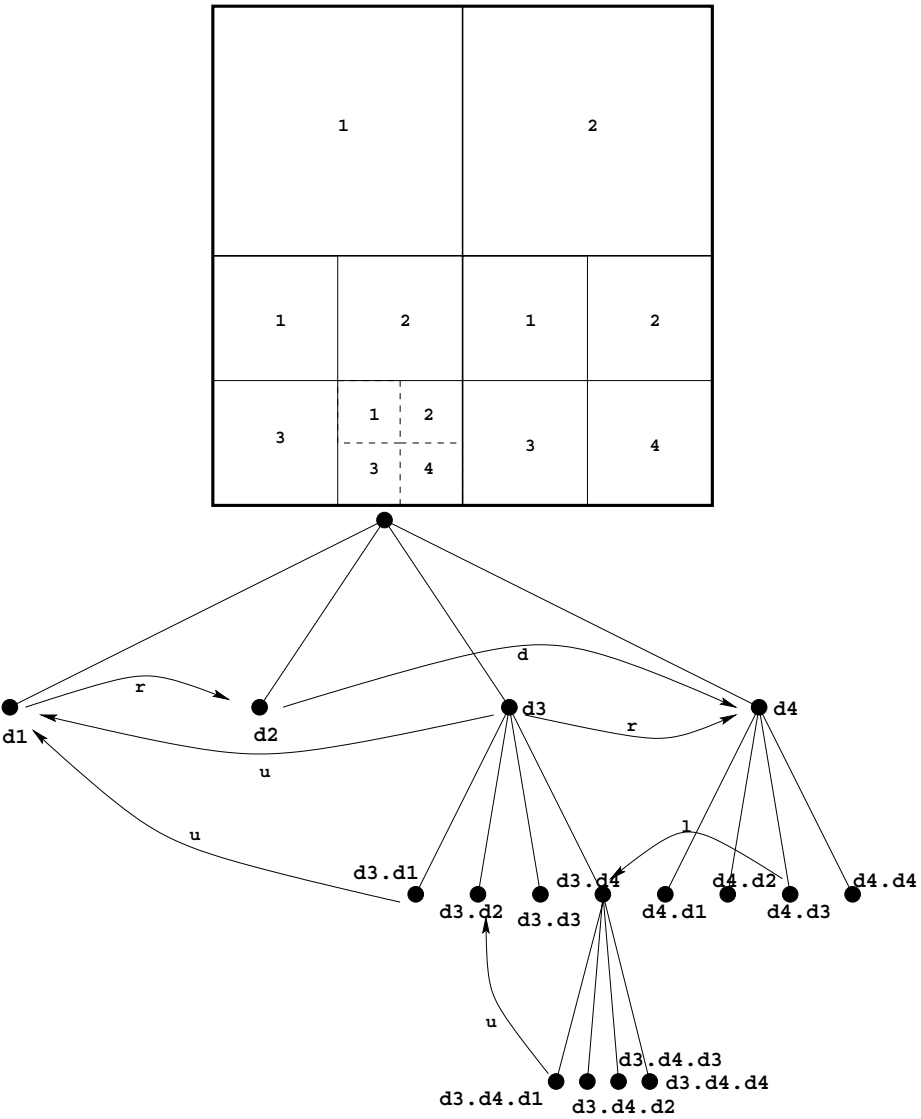 1 2
1 2 1 2
1 2
3 3 4
3 4
d
r
d1 d2 d3 r d4
u
u l
d3.d1 d3.d4 d4.d2 d4.d4
d3.d2 d3.d3 d4.d1 d4.d3
u
d3.d4.d3
d3.d4.d1 d3.d4.d4
d3.d4.d2